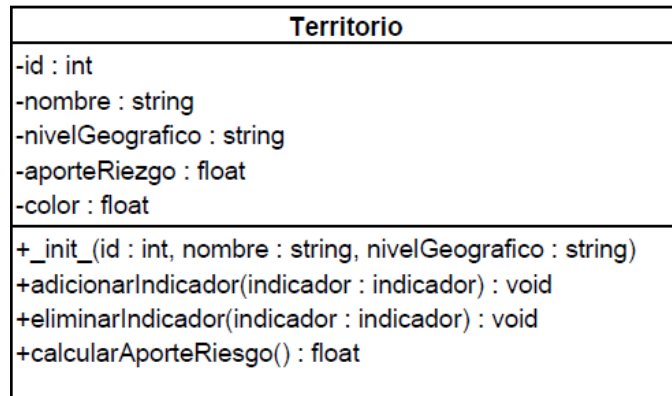 Territorio
-id : int
-nombre : string
-nivelGeografico : string
-aporteRiezgo : float
-color : float
+_init_(id : int, nombre : string, nivelGeografico : string)
+adicionarIndicador(indicador : indicador) : void
+eliminarIndicador(indicador : indicador) : void
+calcularAporteRiesgo() : float